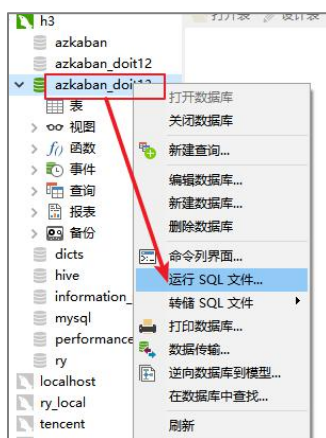 h3
打开表 设计表
azkaban
azkaban_doit12
azkaban_doit12
表
视图
函数
事件
查询
报表
备份
dicts
hive
information_
mysql
performance
ry
localhost
ry_local
tencent
打开数据库
关闭数据库
新建查询...
编辑数据库...
新建数据库...
删除数据库
命令列界面...
运行 SQL 文件...
转储 SQL 文件
打印数据库...
数据传输...
逆向数据库到模型...
在数据库中查找...
刷新